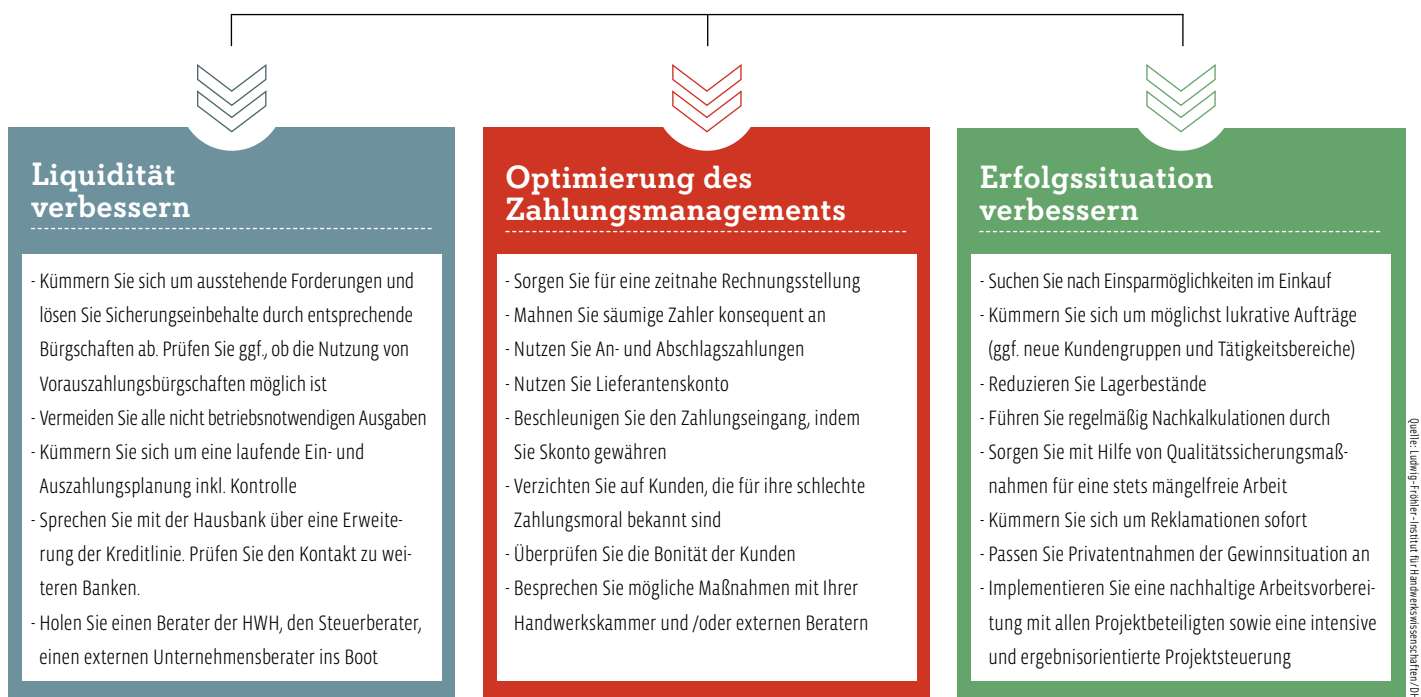 Liquidität
verbessern
- Kümmern Sie sich um ausstehende Forderungen und
lösen Sie Sicherungseinbehalte durch entsprechende
Bürgschaften ab. Prüfen Sie ggf., ob die Nutzung von
Vorauszahlungsbürgschaften möglich ist
- Vermeiden Sie alle nicht betriebsnotwendigen Ausgaben
- Kümmern Sie sich um eine laufende Ein- und
Auszahlungsplanung inkl. Kontrolle
- Sprechen Sie mit der Hausbank über eine Erweite-
rung der Kreditlinie. Prüfen Sie den Kontakt zu wei-
teren Banken.
- Holen Sie einen Berater der HWH, den Steuerberater,
einen externen Unternehmensberater ins Boot
Optimierung des
Zahlungsmanagements
- Sorgen Sie für eine zeitnahe Rechnungsstellung
- Mahnen Sie säumige Zahler konsequent an
- Nutzen Sie An- und Abschlagszahlungen
- Nutzen Sie Lieferantenskonto
- Beschleunigen Sie den Zahlungseingang, indem
Sie Skonto gewähren
- Verzichten Sie auf Kunden, die für ihre schlechte
Zahlungsmoral bekannt sind
- Überprüfen Sie die Bonität der Kunden
- Besprechen Sie mögliche Maßnahmen mit Ihrer
Handwerkskammer und /oder externen Beratern
Erfolgssituation
verbessern
- Suchen Sie nach Einsparmöglichkeiten im Einkauf
- Kümmern Sie sich um möglichst lukrative Aufträge
(ggf. neue Kundengruppen und Tätigkeitsbereiche)
- Reduzieren Sie Lagerbestände
- Führen Sie regelmäßig Nachkalkulationen durch
- Sorgen Sie mit Hilfe von Qualitätssicherungsmaß-
nahmen für eine stets mängelfreie Arbeit
- Kümmern Sie sich um Reklamationen sofort
- Passen Sie Privatentnahmen der Gewinnsituation an
- Implementieren Sie eine nachhaltige Arbeitsvorberei-
tung mit allen Projektbeteiligten sowie eine intensive
und ergebnisorientierte Projektsteuerung
Quelle: Ludwig-Fröhler-Institut für Handwerkswissenschaften/DH